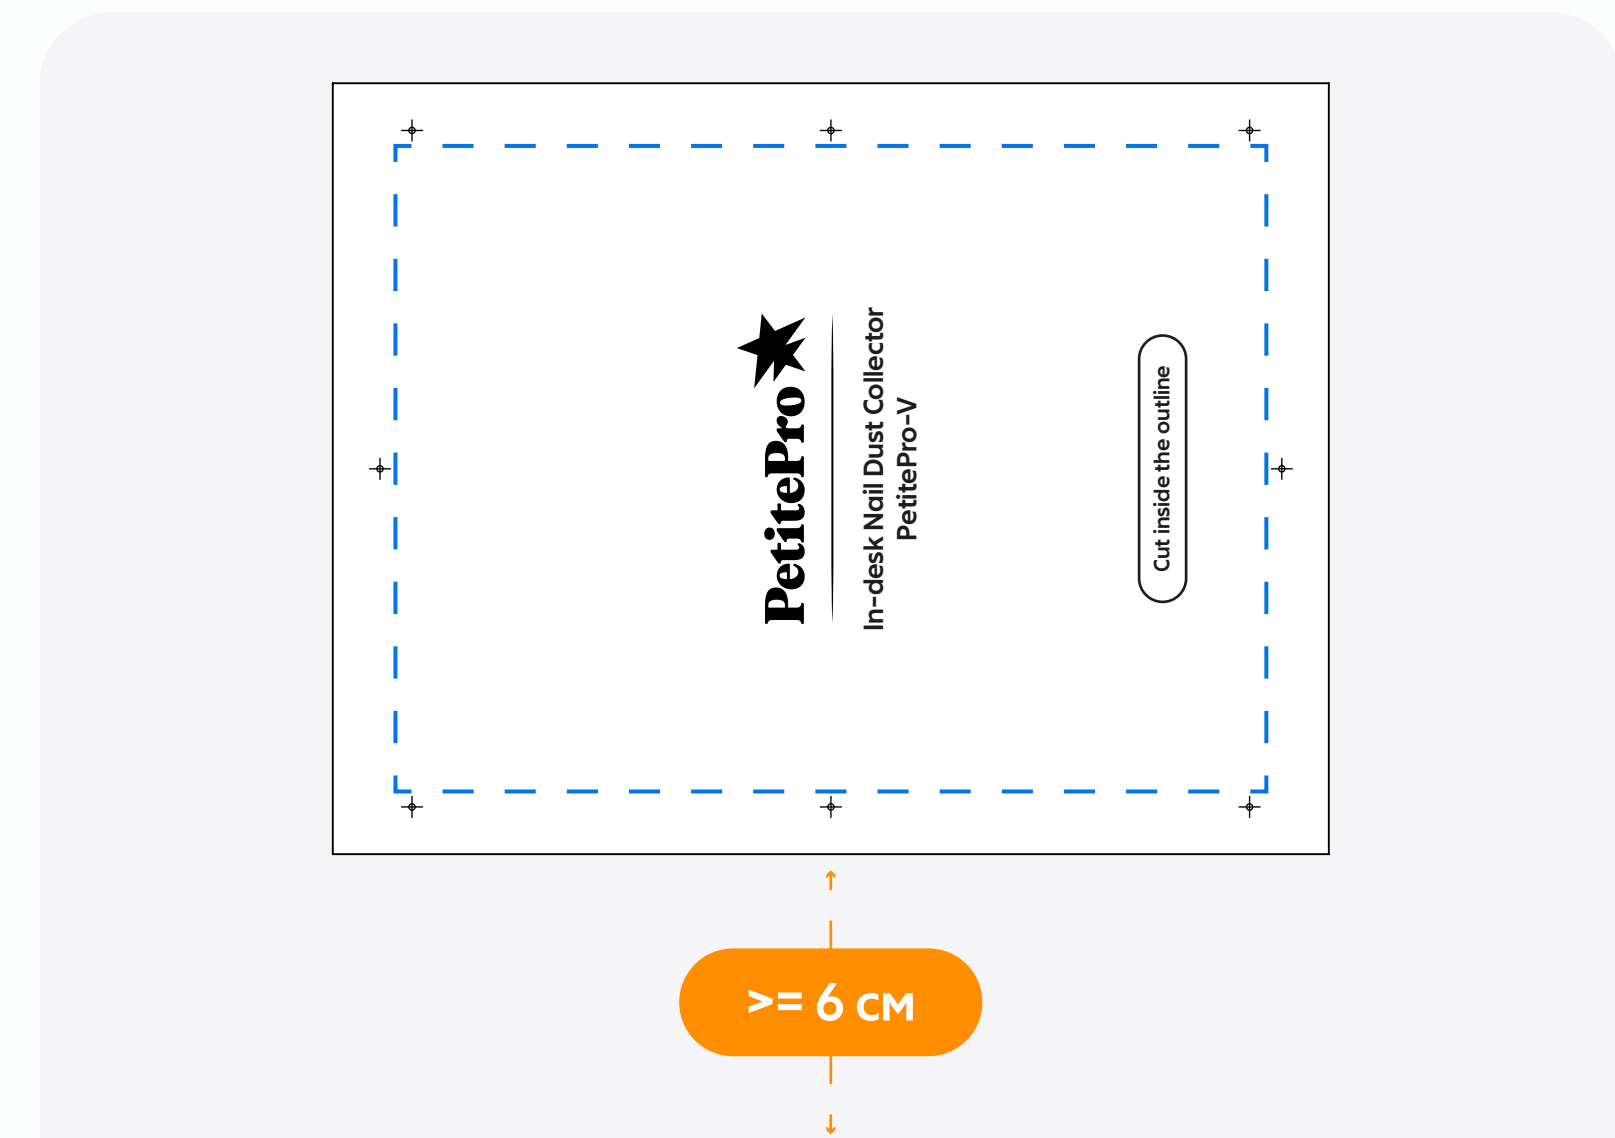 PetitePro
In-desk Nail Dust Collector
PetitePro-V
Cut inside the outline
>= 6 см